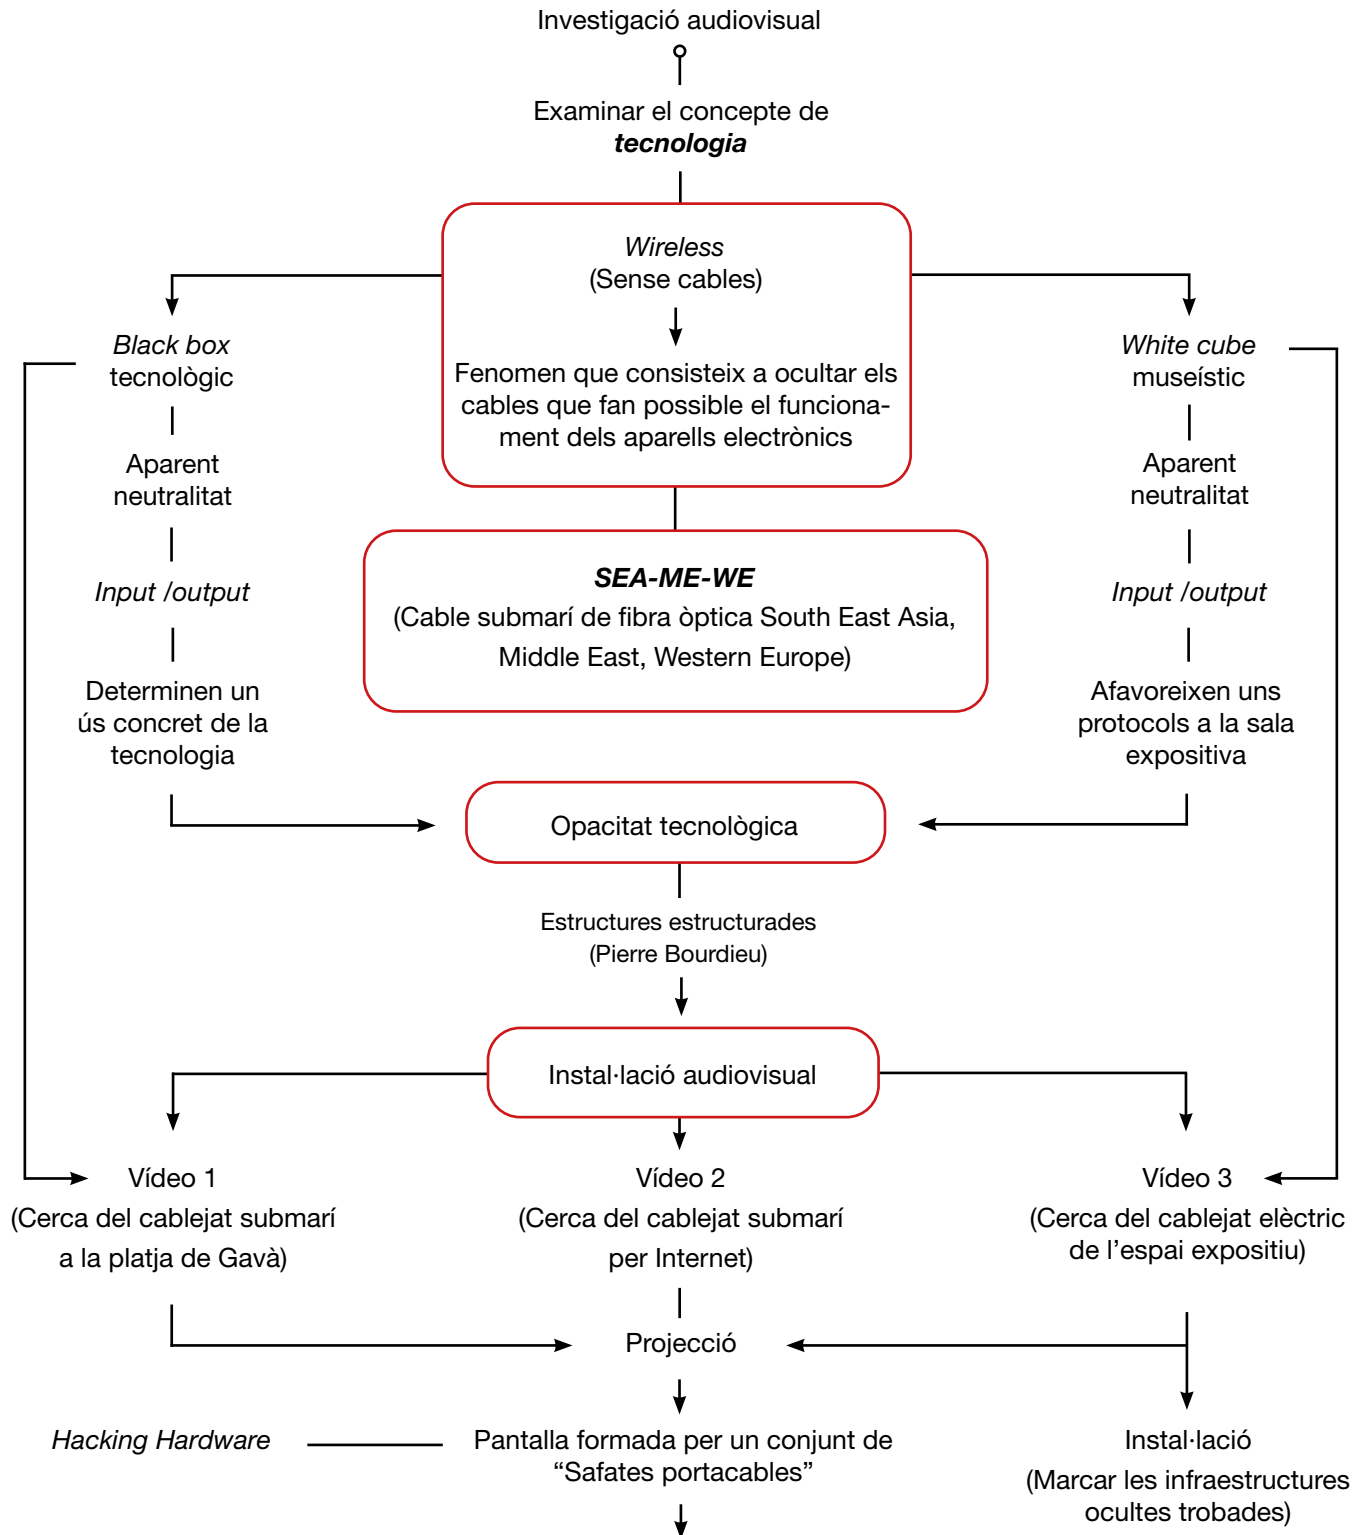 Investigació audiovisual
Examinar el concepte de
tecnologia
Wireless
(Sense cables)
Fenomen que consisteix a ocultar els
cables que fan possible el funciona-
ment dels aparells electrònics
Black box
tecnològic
Aparent
neutralitat
Input /output
Determinen un
ús concret de la
tecnologia
White cube
museístic
Aparent
neutralitat
Input /output
Afavoreixen uns
protocols a la sala
expositiva
SEA-ME-WE
(Cable submarí de fibra òptica South East Asia,
Middle East, Western Europe)
Opacitat tecnològica
Estructures estructurades
(Pierre Bourdieu)
Instal·lació audiovisual
Vídeo 1
(Cerca del cablejat submarí
a la platja de Gavà)
Vídeo 2
(Cerca del cablejat submarí
per Internet)
Vídeo 3
(Cerca del cablejat elèctric
de l’espai expositiu)
Projecció
Hacking Hardware
Pantalla formada per un conjunt de
“Safates portacables”
Instal·lació
(Marcar les infraestructures
ocultes trobades)